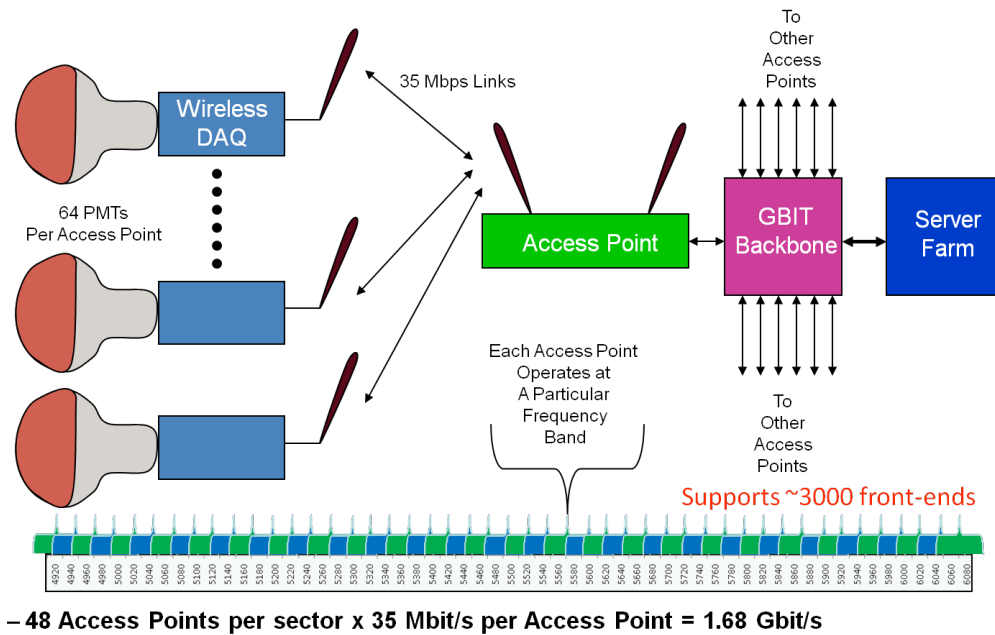 35 Mbps Links
To
Other
Access
Points
Wireless
DAQ
64 PMTs
Per Access Point
Access Point
GBIT
Backbone
Server
Farm
Each Access Point
Operates at
A Particular
Frequency
Band
To
Other
Access
Points
Supports ~3000 front-ends
4920 4940 4960 4980 5000 5020 5040 5060 5080 5100 5120 5140 5160 5180 5200 5220 5240 5260 5280 5300 5320 5340 5360 5380 5400 5420 5440 5460 5480 5500 5520 5540 5560 5580 5600 5620 5640 5660 5680 5700 5720 5740 5760 5780 5800 5820 5840 5860 5880 5900 5920 5940 5960 5980 6000 6020 6040 6060 6080
– 48 Access Points per sector x 35 Mbit/s per Access Point = 1.68 Gbit/s